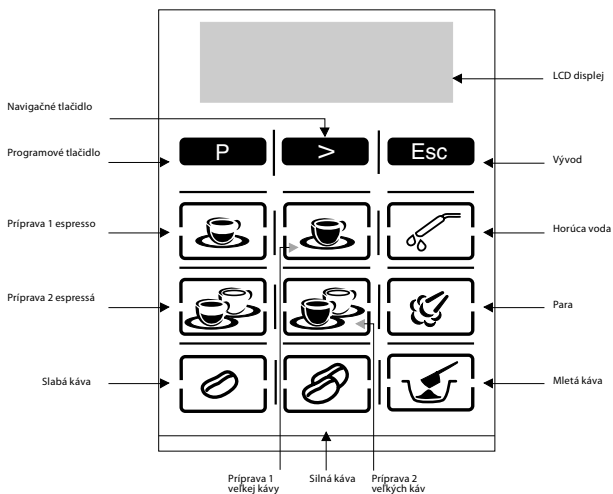 LCD displej
Navigačné tlačidlo
Programové tlačidlo
P
>
Esc
Vývod
Príprava 1 espresso
Horúca voda
Príprava 2 espressá
Para
Slabá káva
Mletá káva
Príprava 1
veľkej kávy
Silná káva
Príprava 2
veľkých káv